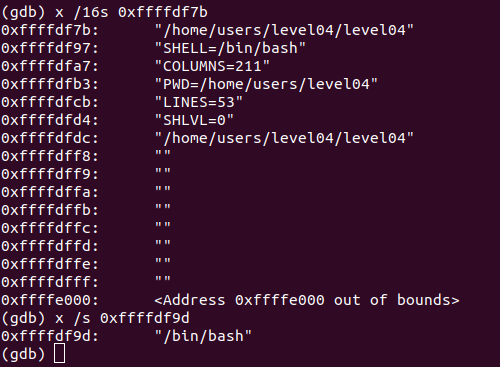 (gdb) x /16s 0xffffdf7b
0xffffdf7b:      "/home/users/level04/level04"
0xffffdf97:      "SHELL=/bin/bash"
0xffffdfa7:      "COLUMNS=211"
0xffffdfb3:      "PWD=/home/users/level04"
0xffffdfcb:      "LINES=53"
0xffffdfd4:      "SHLVL=0"
0xffffdfdc:      "/home/users/level04/level04"
0xffffdff8:      ""
0xffffdff9:      ""
0xffffdffa:      ""
0xffffdffb:      ""
0xffffdffc:      ""
0xffffdffd:      ""
0xffffdffe:      ""
0xffffdfff:      ""
0xffffe000:      <Address 0xffffe000 out of bounds>
(gdb) x /s 0xffffdf9d
0xffffdf9d:      "/bin/bash"
(gdb)